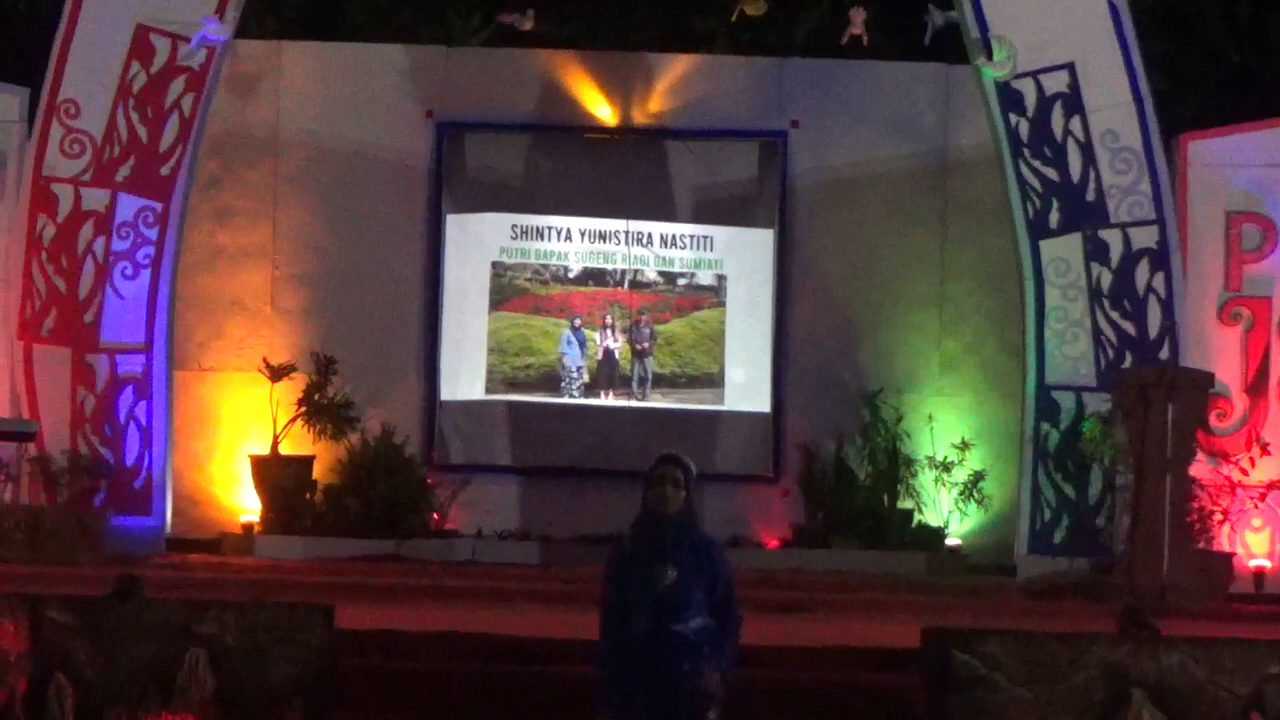 SHINTYA YUNISTIRA NASTITI
PUTRI BAPAK SUGENG RIADI DAN SUMIATI
P